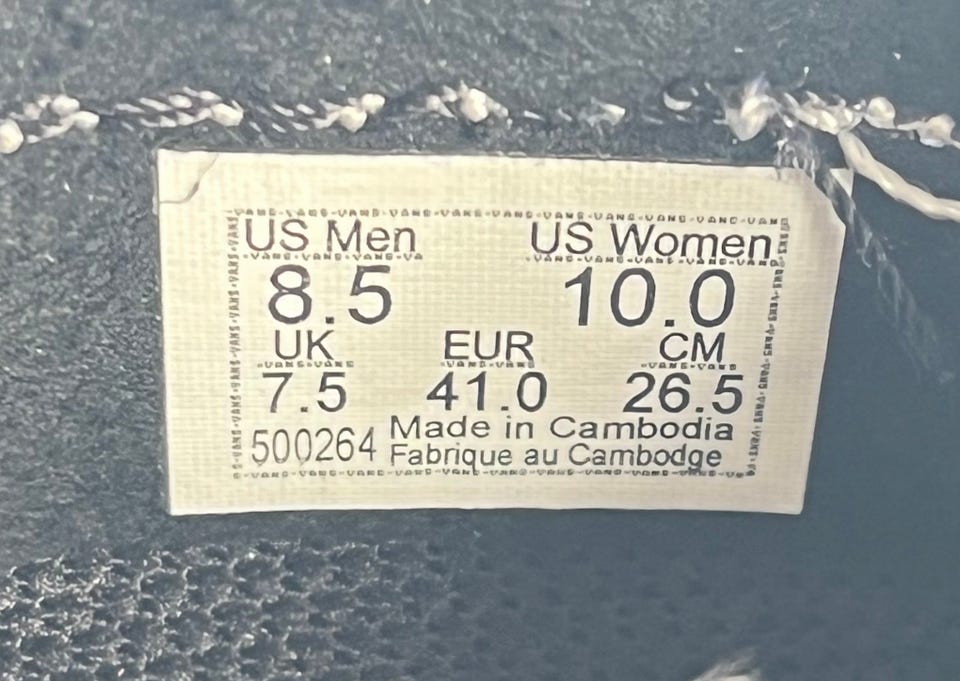 US Men US Women
8.5 10.0
UK EUR CM
7.5 41.0 26.5
500264 Made in Cambodia
Fabrique au Cambodge